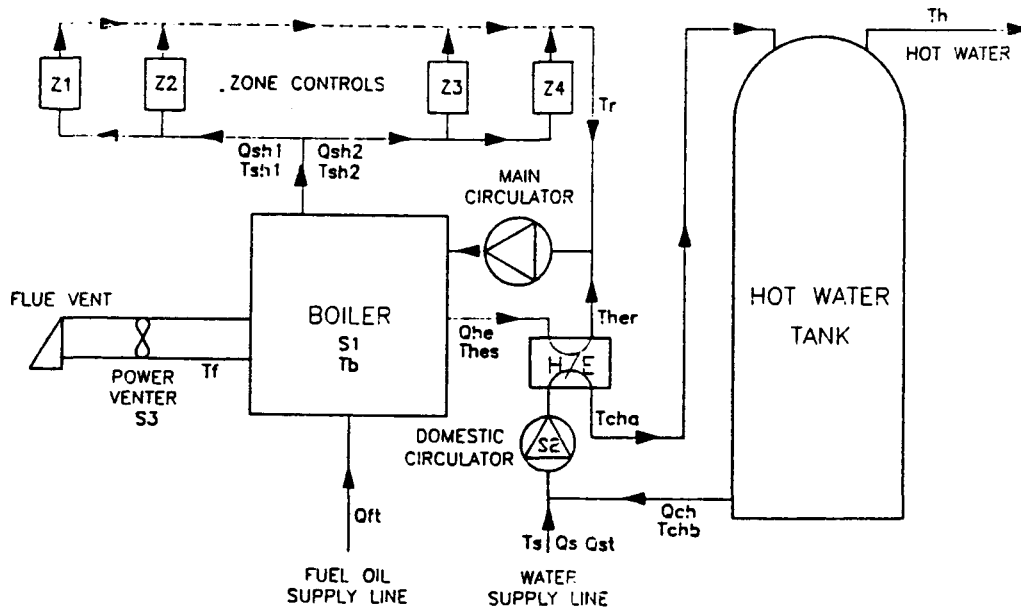 Th
HOT WATER
Z1
Z2
.ZONE CONTROLS
Z3
Z4
Tr
Qsh1
Tsh1
Qsh2
Tsh2
MAIN
CIRCULATOR
FLUE VENT
BOILER
S1
Tb
Qhe
Thes
Ther
HOT WATER
TANK
H/E
POWER
VENTER
S3
Tf
Tcha
DOMESTIC
CIRCULATOR
S2
Qft
Qch
Tchb
Ts Qs Qst
FUEL OIL
SUPPLY LINE
WATER
SUPPLY LINE